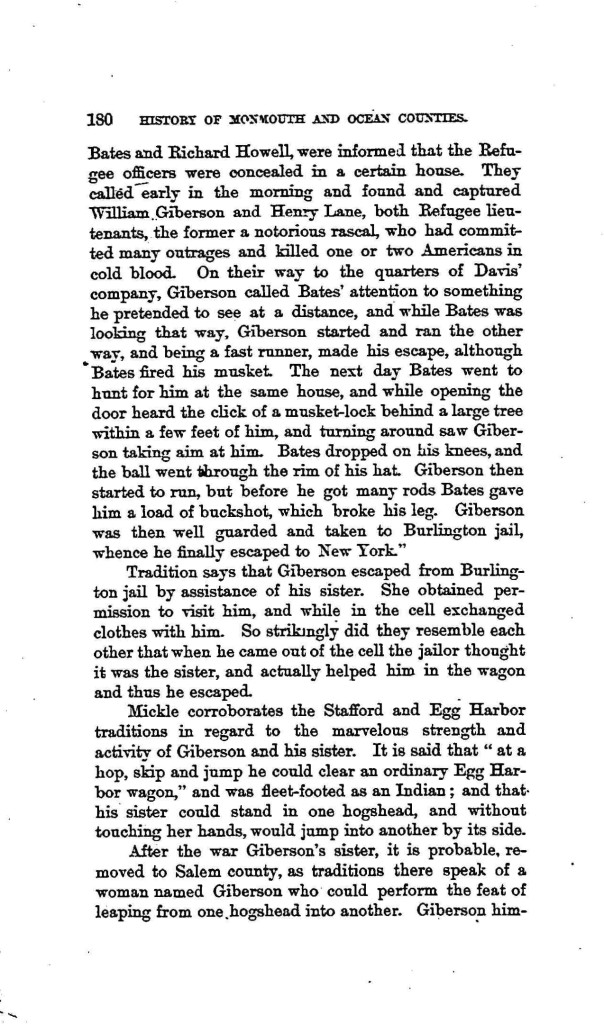 180 HISTORY OF MONMOUTH AND OCEAN COUNTIES.
Bates and Richard Howell, were informed that the Refu-
gee officers were concealed in a certain house. They
called early in the morning and found and captured
William Giberson and Henry Lane, both Refugee lieu-
tenants, the former a notorious rascal, who had commit-
ted many outrages and killed one or two Americans in
cold blood. On their way to the quarters of Davis'
company, Giberson called Bates' attention to something
he pretended to see at a distance, and while Bates was
looking that way, Giberson started and ran the other
way, and being a fast runner, made his escape, although
Bates fired his musket. The next day Bates went to
hunt for him at the same house, and while opening the
door heard the click of a musket-lock behind a large tree
within a few feet of him, and turning around saw Giber-
son taking aim at him. Bates dropped on his knees, and
the ball went through the rim of his hat. Giberson then
started to run, but before he got many rods Bates gave
him a load of buckshot, which broke his leg. Giberson
was then well guarded and taken to Burlington jail,
whence he finally escaped to New York."
Tradition says that Giberson escaped from Burling-
ton jail by assistance of his sister. She obtained per-
mission to visit him, and while in the cell exchanged
clothes with him. So strikingly did they resemble each
other that when he came out of the cell the jailor thought
it was the sister, and actually helped him in the wagon
and thus he escaped.
Mickle corroborates the Stafford and Egg Harbor
traditions in regard to the marvelous strength and
activity of Giberson and his sister. It is said that " at a
hop, skip and jump he could clear an ordinary Egg Har-
bor wagon," and was fleet-footed as an Indian ; and that
his sister could stand in one hogshead, and without
touching her hands, would jump into another by its side.
After the war Giberson's sister, it is probable, re-
moved to Salem county, as traditions there speak of a
woman named Giberson who could perform the feat of
leaping from one hogshead into another. Giberson him-